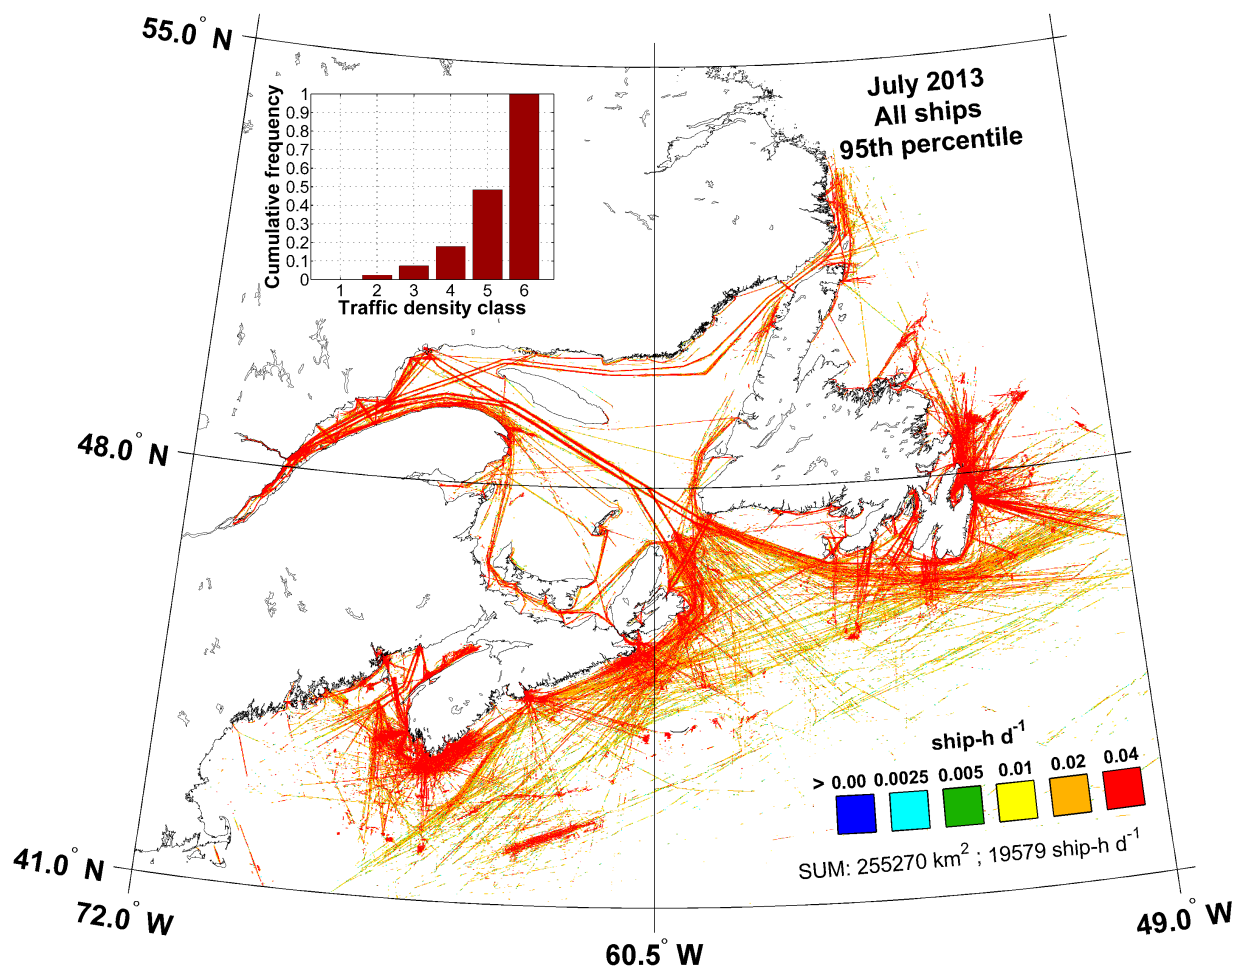 55.0° N
July 2013
All ships
95th percentile
Cumulative frequency
1
0.9
0.8
0.7
0.6
0.5
0.4
0.3
0.2
0.1
0
1 2 3 4 5 6
Traffic density class
48.0° N
ship-h d⁻¹
> 0.00 0.0025 0.005 0.01 0.02 0.04
SUM: 255270 km² ; 19579 ship-h d⁻¹
41.0° N
72.0° W
60.5° W
49.0° W